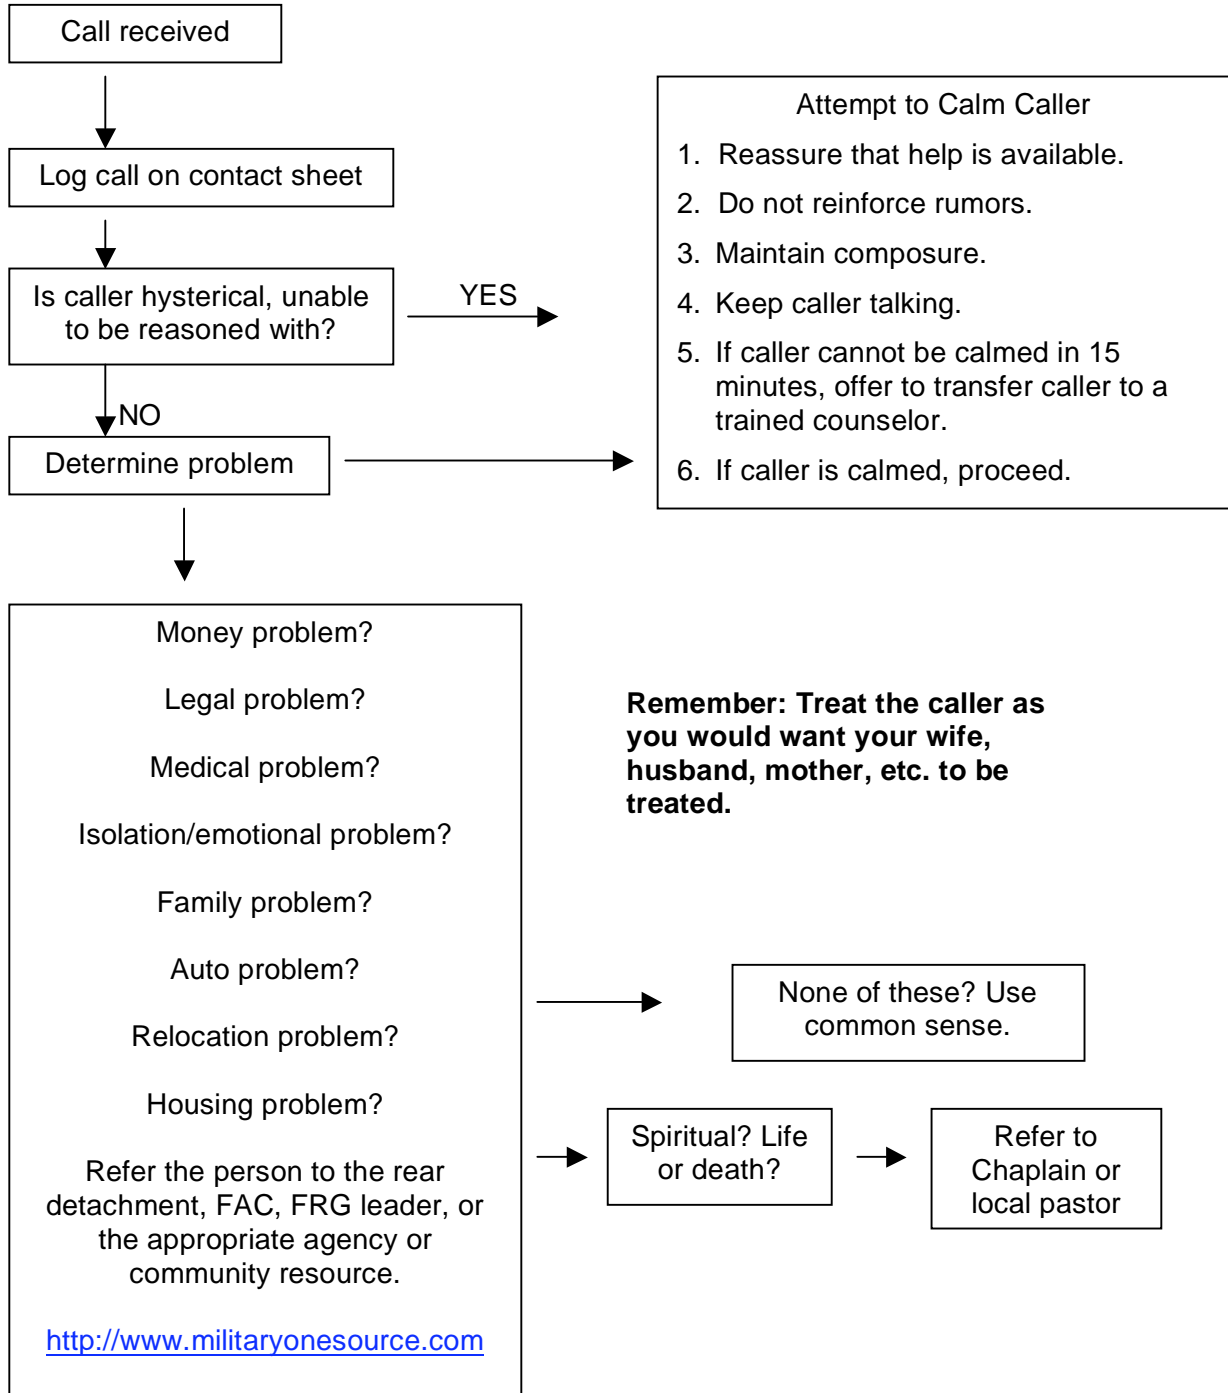 Call received
Log call on contact sheet
Is caller hysterical, unable
to be reasoned with?
YES
NO
Determine problem
Attempt to Calm Caller
1. Reassure that help is available.
2. Do not reinforce rumors.
3. Maintain composure.
4. Keep caller talking.
5. If caller cannot be calmed in 15
minutes, offer to transfer caller to a
trained counselor.
6. If caller is calmed, proceed.
Money problem?
Legal problem?
Medical problem?
Isolation/emotional problem?
Family problem?
Auto problem?
Relocation problem?
Housing problem?
Refer the person to the rear
detachment, FAC, FRG leader, or
the appropriate agency or
community resource.
http://www.militaryonesource.com
Remember: Treat the caller as
you would want your wife,
husband, mother, etc. to be
treated.
None of these? Use
common sense.
Spiritual? Life
or death?
Refer to
Chaplain or
local pastor